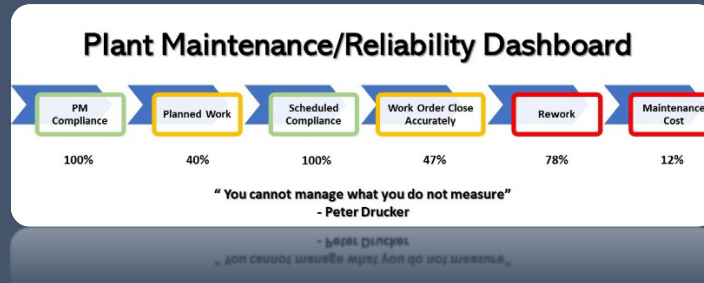 Plant Maintenance/Reliability Dashboard
PM Compliance
Planned Work
Scheduled Compliance
Work Order Close Accurately
Rework
Maintenance Cost
100%
40%
100%
47%
78%
12%
“ You cannot manage what you do not measure”
- Peter Drucker